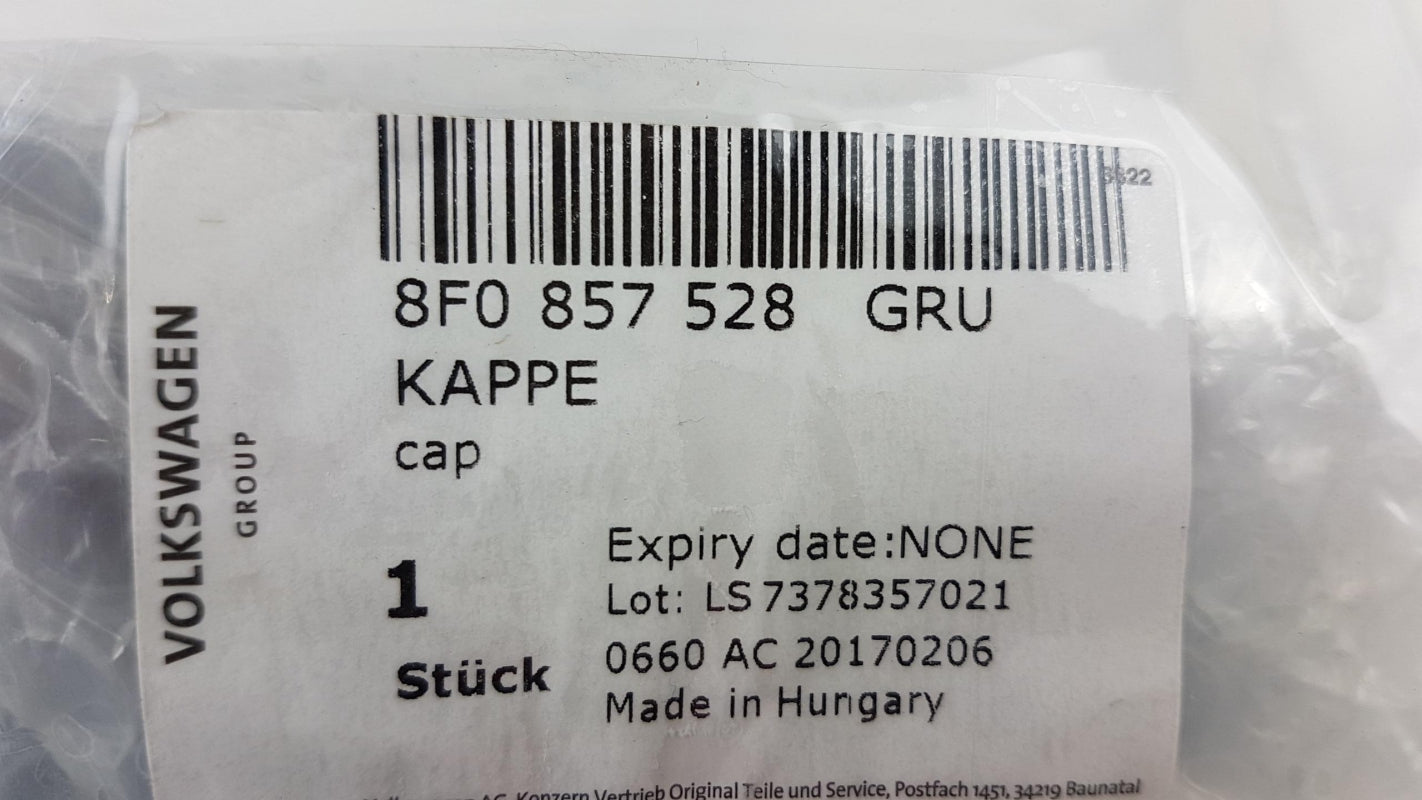 VOLKSWAGEN
GROUP
8F0 857 528 GRU
KAPPE
cap
1
Stück
Expiry date:NONE
Lot: LS 7378357021
0660 AC 20170206
Made in Hungary
AG, Konzern Vertrieb Original Teile und Service, Postfach 1451, 34219 Baunatal